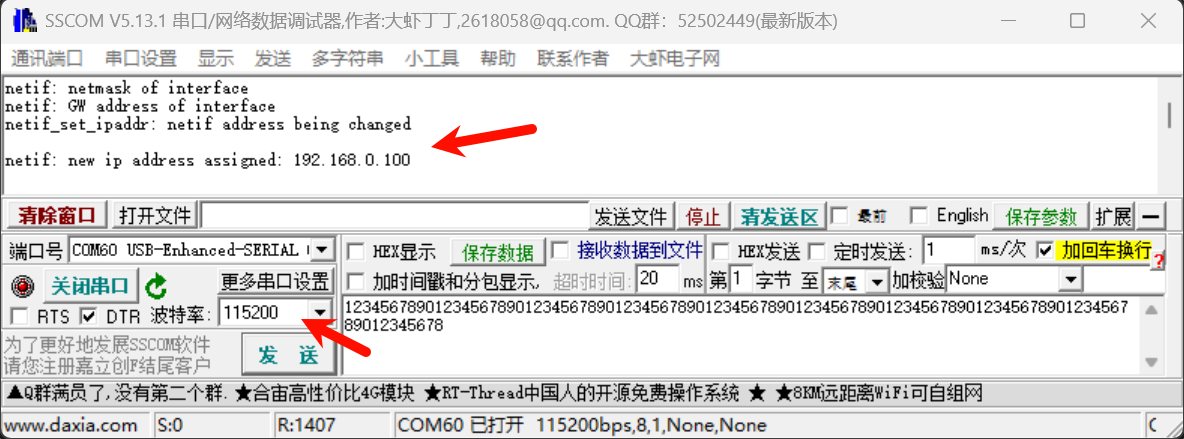 SSCOM V5.13.1 串口/网络数据调试器,作者:大虾丁丁,2618058@qq.com. QQ群：52502449(最新版本)
通讯端口 串口设置 显示 发送 多字符串 小工具 帮助 联系作者 大虾电子网
netif: netmask of interface
netif: GW address of interface
netif_set_ipaddr: netif address being changed
netif: new ip address assigned: 192.168.0.100
清除窗口 打开文件 发送文件 停止 清发送区 最前 English 保存参数 扩展 —
端口号 COM60 USB-Enhanced-SERIAL HEX显示 保存数据 接收数据到文件 HEX发送 定时发送: 1 ms/次 加回车换行 ?
关闭串口 更多串口设置 加时间戳和分包显示, 超时时间: 20 ms 第 1 字节 至 末尾 加校验 None
RTS DTR 波特率: 115200 1234567890123456789012345678901234567890123456789012345678901234567
89012345678
为了更好地发展SSCOM软件
请您注册嘉立创F结尾客户 发 送
▲Q群满员了,没有第二个群. ★合宙高性价比4G模块 ★RT-Thread中国人的开源免费操作系统 ★ ★8KM远距离WiFi可自组网
www.daxia.com S:0 R:1407 COM60 已打开 115200bps,8,1,None,None